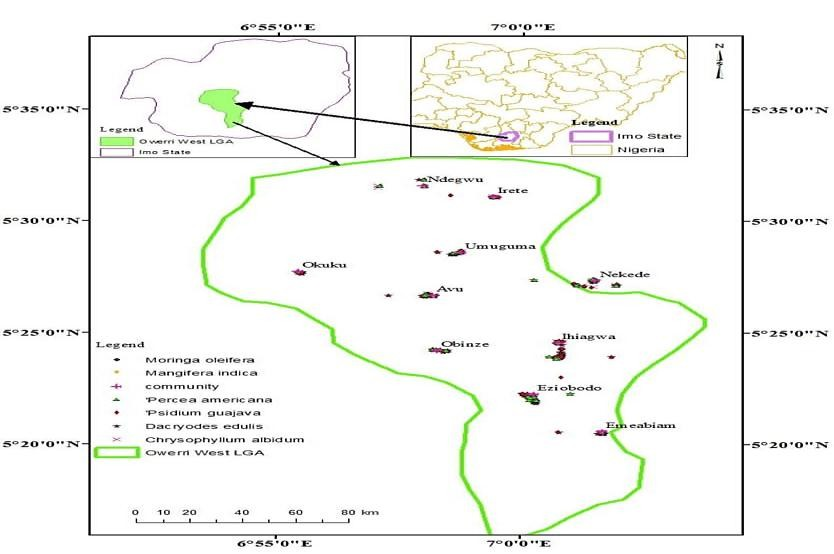 6°55'0"E 7°0'0"E
N
5°35'0"N 5°35'0"N
Legend
Owerri West LGA
Imo State
Legend
Imo State
Nigeria
Ndegwu
Irete
5°30'0"N 5°30'0"N
Umuguma
Okuku
Nekede
Avu
5°25'0"N 5°25'0"N
Ihiagwa
Obinze
Eziobodo
Emeabiam
5°20'0"N 5°20'0"N
Legend
Moringa oleifera
Mangifera indica
community
'Percea americana
'Psidium guajava
Dacryodes edulis
Chrysophyllum albidum
Owerri West LGA
0 10 20 40 60 80 km
6°55'0"E 7°0'0"E